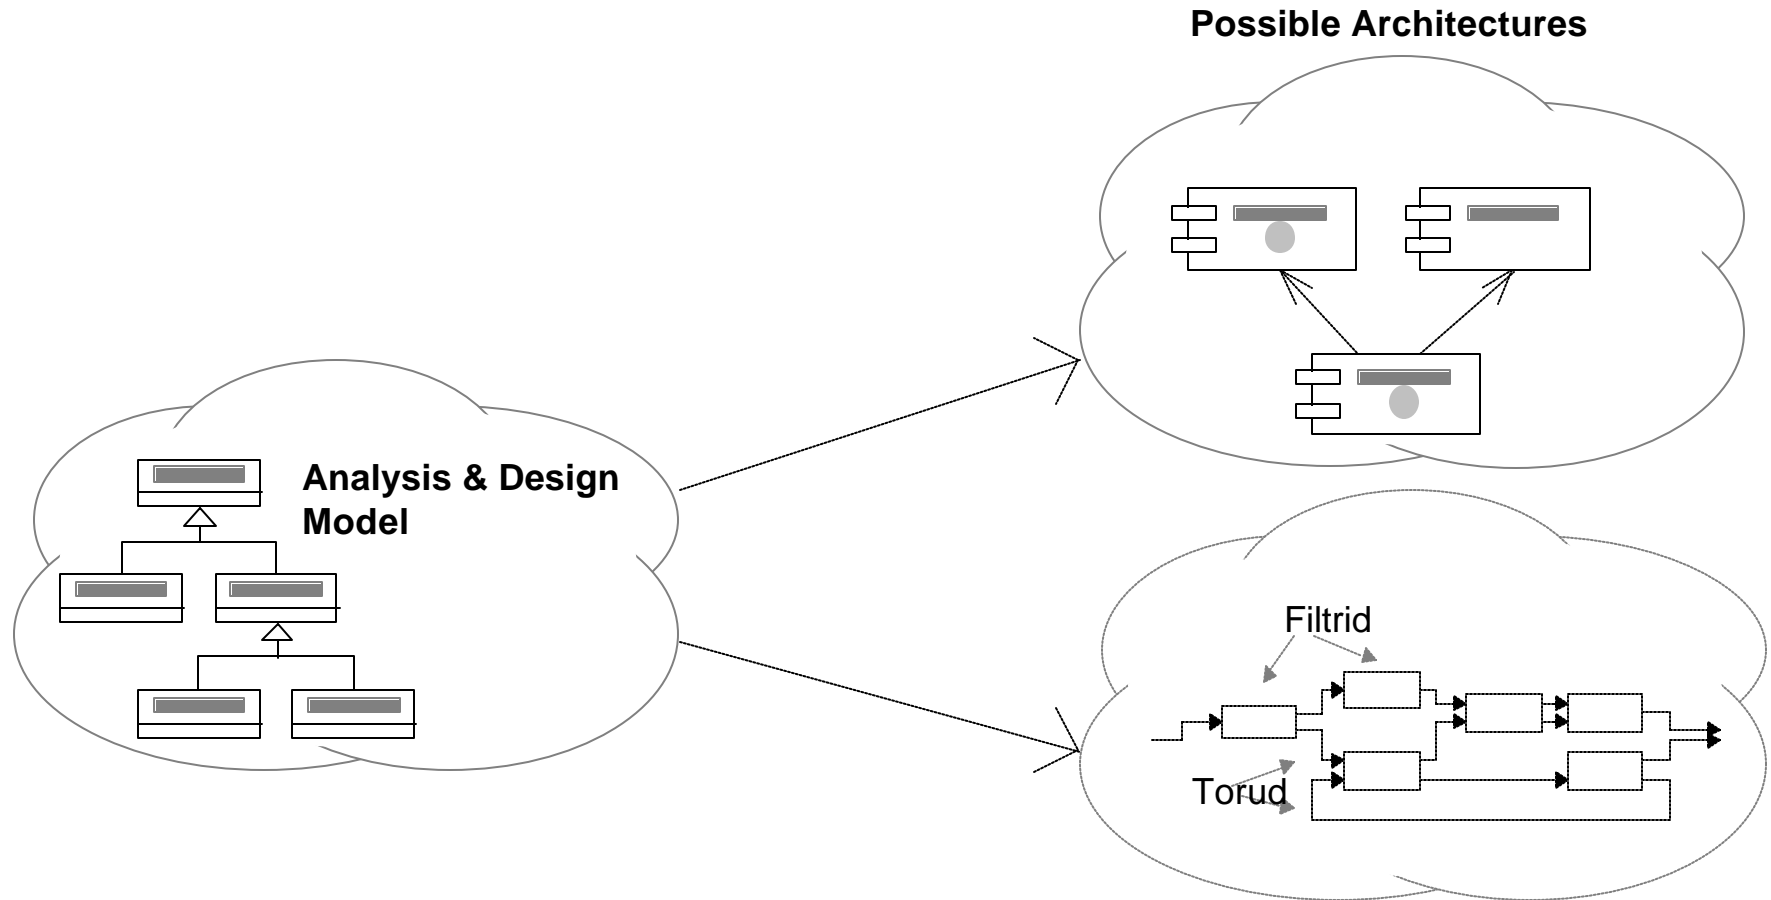 Possible Architectures
Analysis & Design
Model
Filtrid
Torud